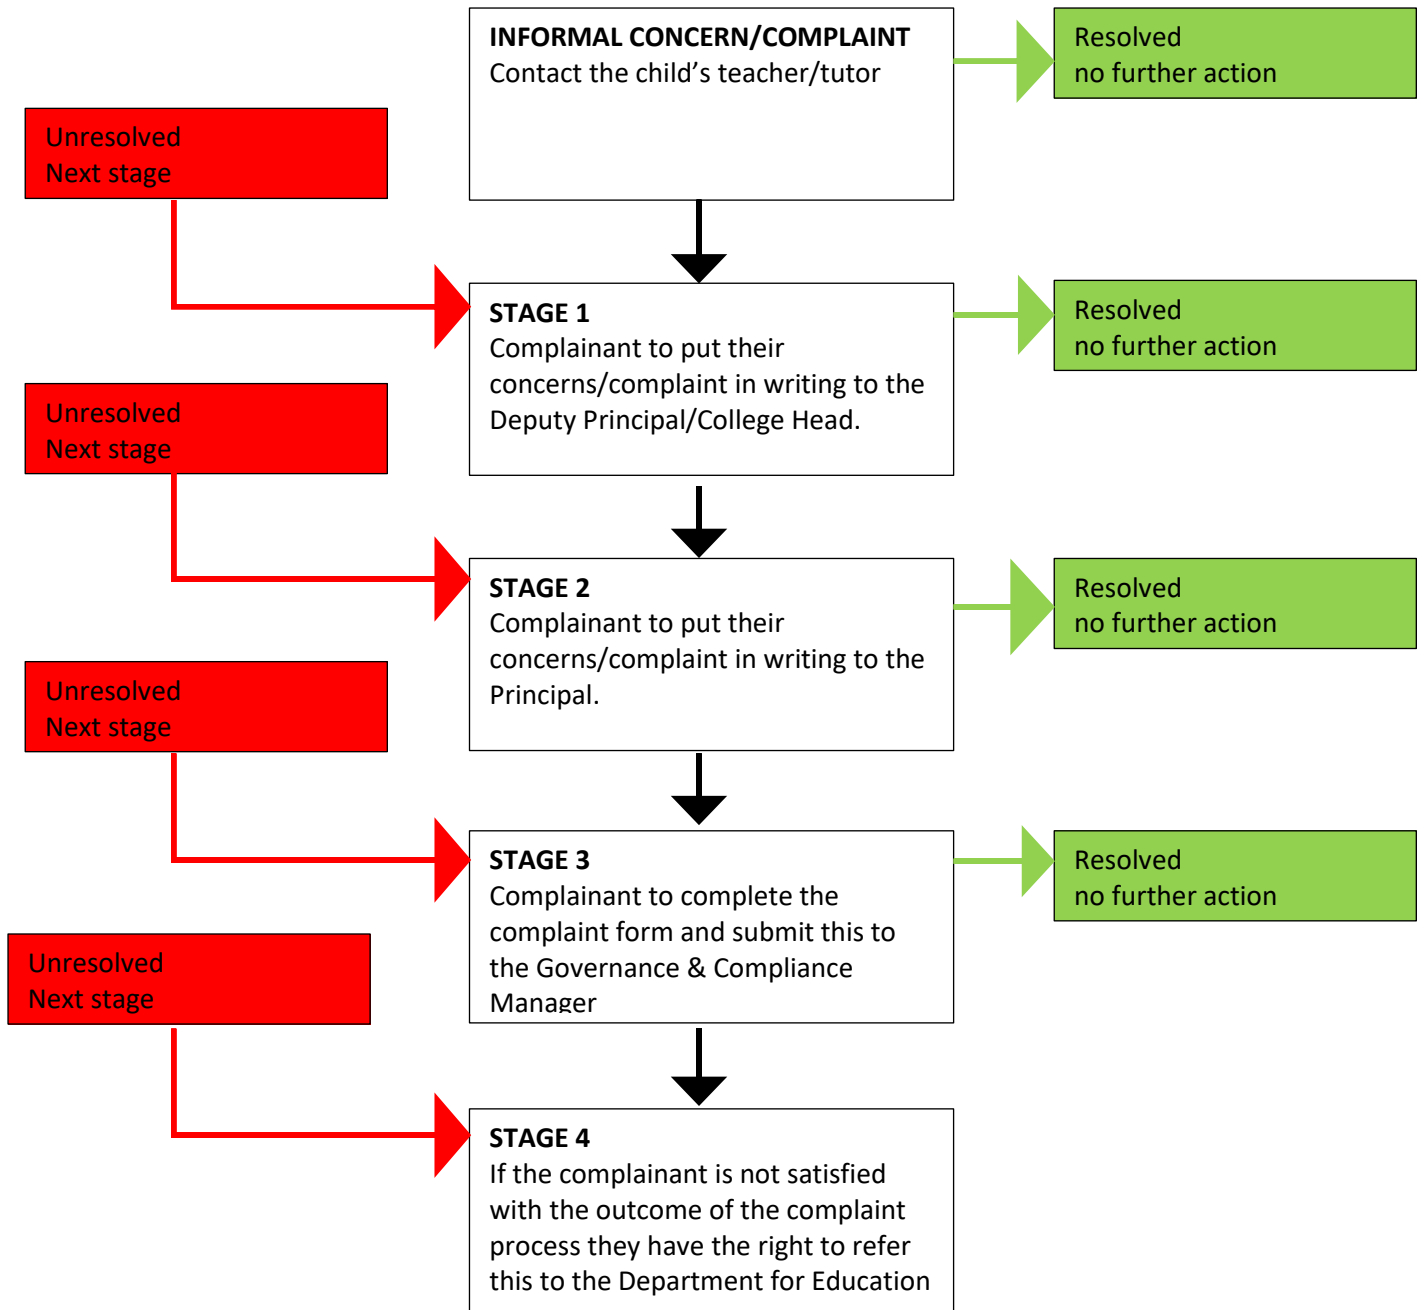 INFORMAL CONCERN/COMPLAINT
Contact the child's teacher/tutor
Resolved
no further action
Unresolved
Next stage
STAGE 1
Complainant to put their
concerns/complaint in writing to the
Deputy Principal/College Head.
Resolved
no further action
Unresolved
Next stage
STAGE 2
Complainant to put their
concerns/complaint in writing to the
Principal.
Resolved
no further action
Unresolved
Next stage
STAGE 3
Complainant to complete the
complaint form and submit this to
the Governance & Compliance
Manager
Resolved
no further action
Unresolved
Next stage
STAGE 4
If the complainant is not satisfied
with the outcome of the complaint
process they have the right to refer
this to the Department for Education